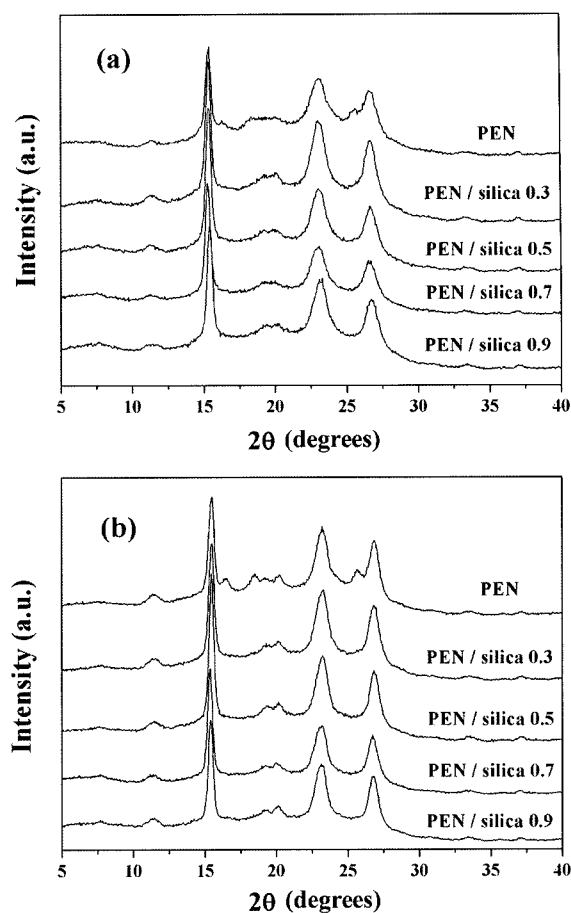 (a)
Intensity (a.u.)
PEN
PEN / silica 0.3
PEN / silica 0.5
PEN / silica 0.7
PEN / silica 0.9
5 10 15 20 25 30 35 40
2θ (degrees)
(b)
Intensity (a.u.)
PEN
PEN / silica 0.3
PEN / silica 0.5
PEN / silica 0.7
PEN / silica 0.9
5 10 15 20 25 30 35 40
2θ (degrees)